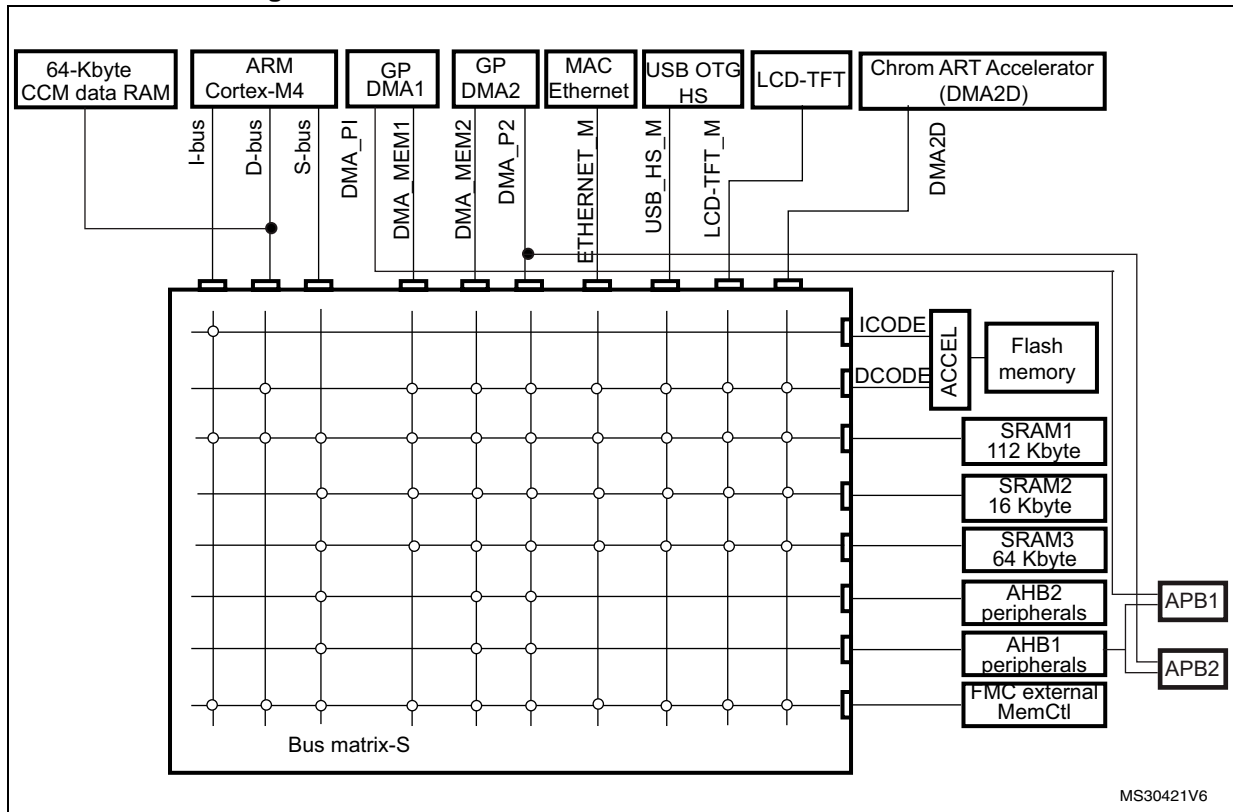 64-Kbyte
CCM data RAM
ARM
Cortex-M4
GP
DMA1
GP
DMA2
MAC
Ethernet
USB OTG
HS
LCD-TFT
Chrom ART Accelerator
(DMA2D)
I-bus
D-bus
S-bus
DMA_PI
DMA_MEM1
DMA_MEM2
DMA_P2
ETHERNET_M
USB_HS_M
LCD-TFT_M
DMA2D
ICODE
DCODE
ACCEL
Flash
memory
SRAM1
112 Kbyte
SRAM2
16 Kbyte
SRAM3
64 Kbyte
AHB2
peripherals
AHB1
peripherals
FMC external
MemCtl
APB1
APB2
Bus matrix-S
MS30421V6